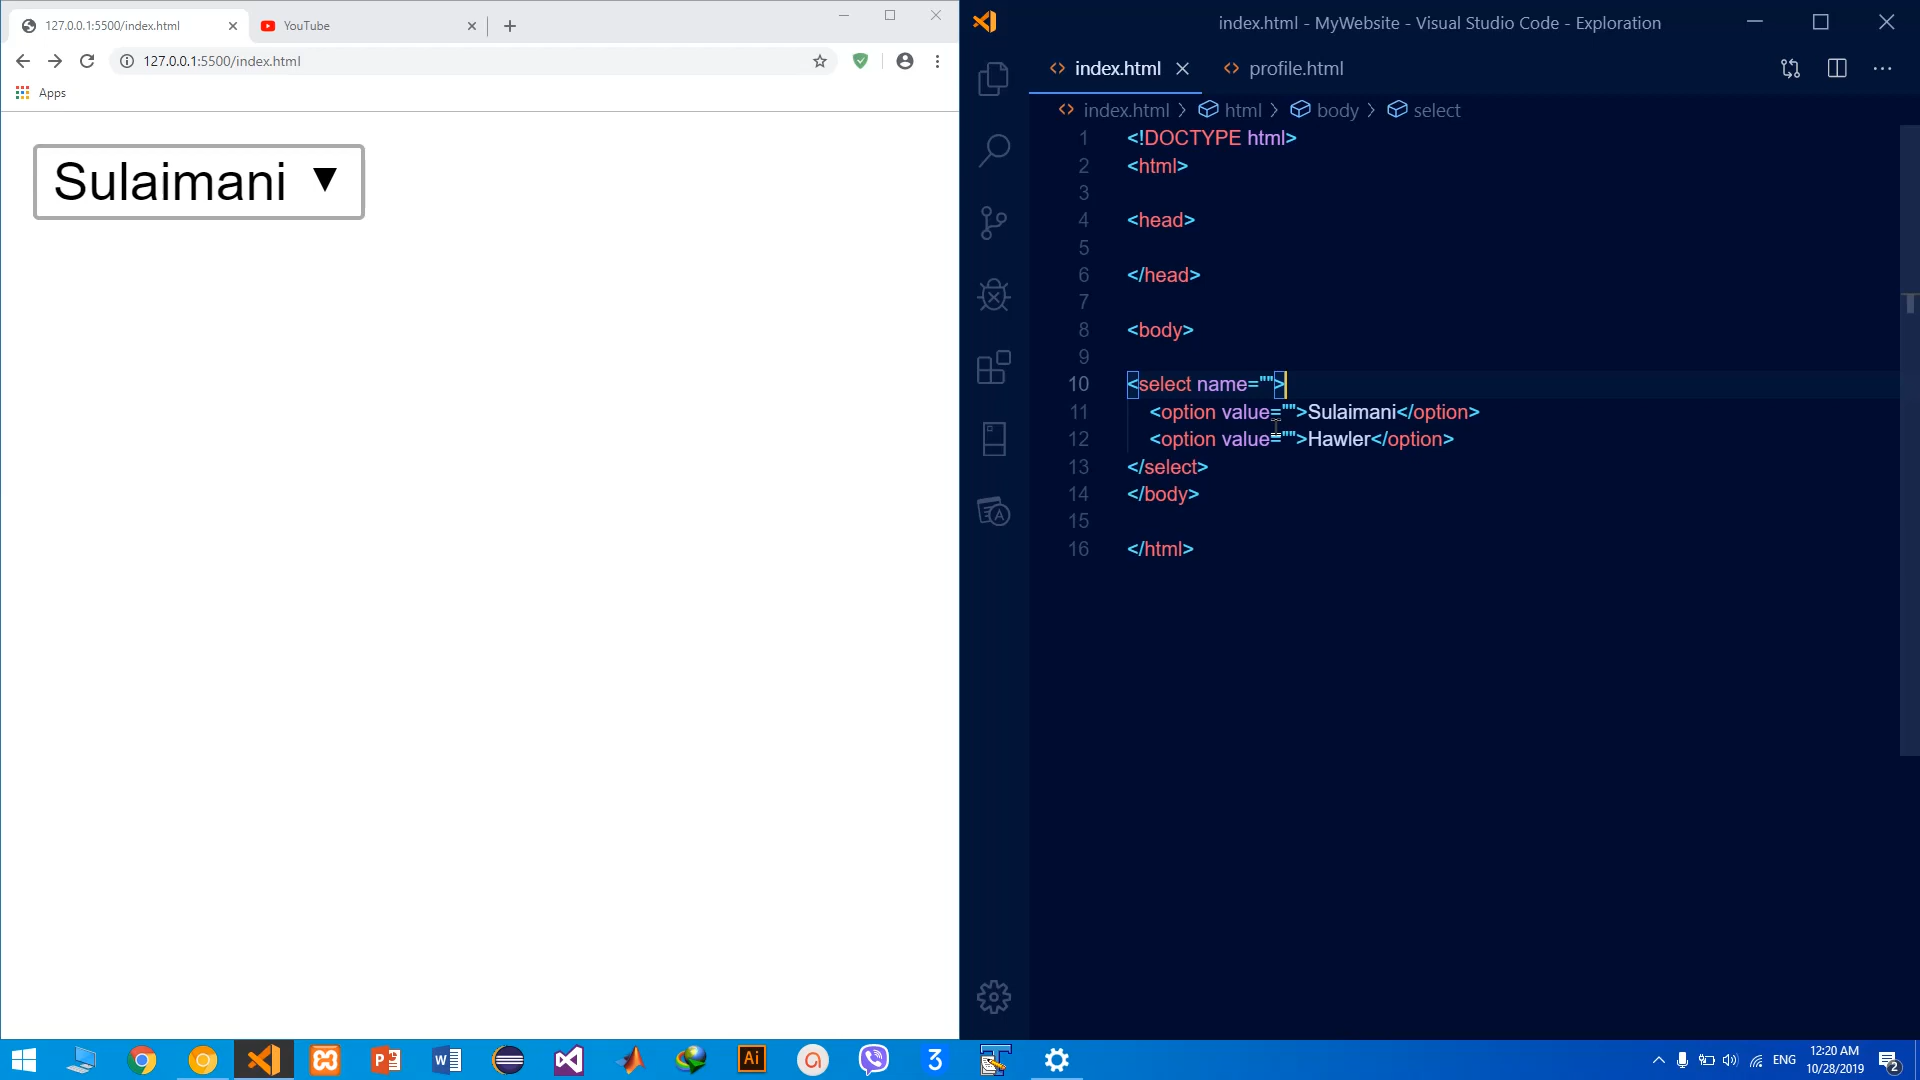 127.0.0.1:5500/index.html
YouTube
127.0.0.1:5500/index.html
Apps
Sulaimani
index.html - MyWebsite - Visual Studio Code - Exploration
index.html
profile.html
index.html > html > body > select
1 <!DOCTYPE html>
2 <html>
3
4 <head>
5
6 </head>
7
8 <body>
9
10 <select name="">
11 <option value="">Sulaimani</option>
12 <option value="">Hawler</option>
13 </select>
14 </body>
15
16 </html>
Ai
3
ENG
12:20 AM
10/28/2019
2